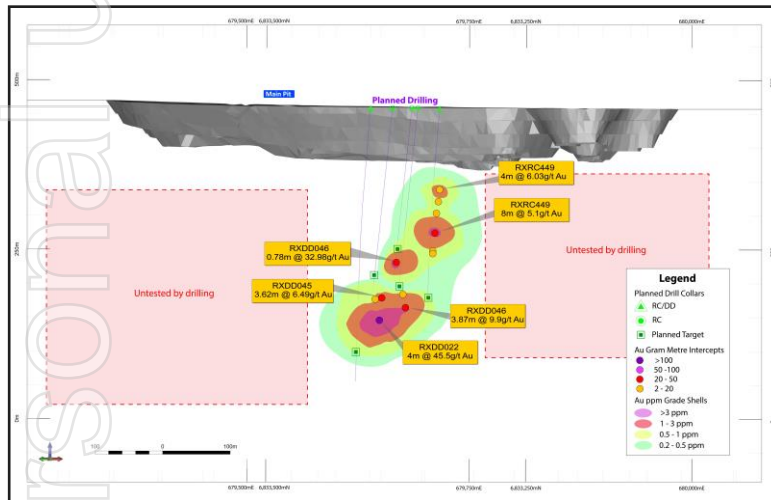 679,500mE
6,833,500mN
679,750mE
6,833,250mN
680,000mE
500m
Main Pit
Planned Drilling
RXRC449
4m @ 6.03g/t Au
RXRC449
8m @ 5.1g/t Au
RXDD046
0.78m @ 32.98g/t Au
250m
Untested by drilling
Untested by drilling
RXDD045
3.62m @ 6.49g/t Au
RXDD046
3.87m @ 9.9g/t Au
RXDD022
4m @ 45.5g/t Au
Legend
Planned Drill Collars
RC/DD
RC
Planned Target
Au Gram Metre Intercepts
>100
50 -100
20 - 50
2 - 20
Au ppm Grade Shells
>3 ppm
1 - 3 ppm
0.5 - 1 ppm
0.2 - 0.5 ppm
0m
100 0 100m
679,500mE
6,833,500mN
679,750mE
6,833,250mN
680,000mE
rsonal u